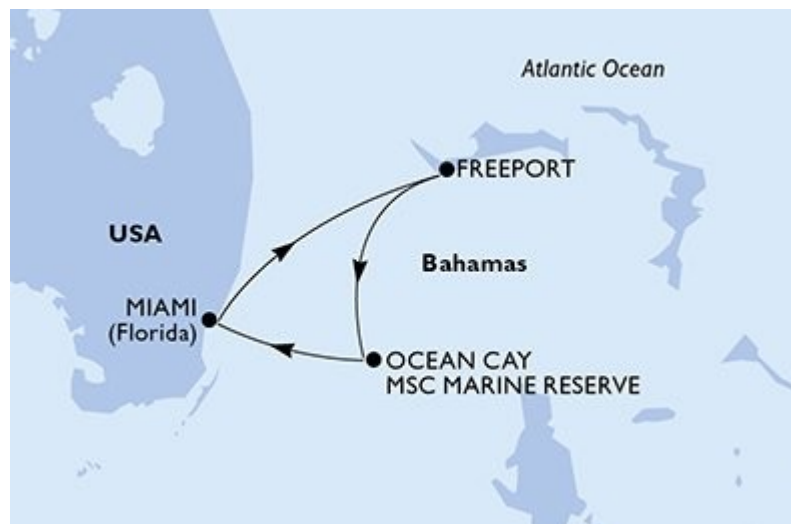 Atlantic Ocean
FREEPORT
USA
Bahamas
MIAMI
(Florida)
OCEAN CAY
MSC MARINE RESERVE